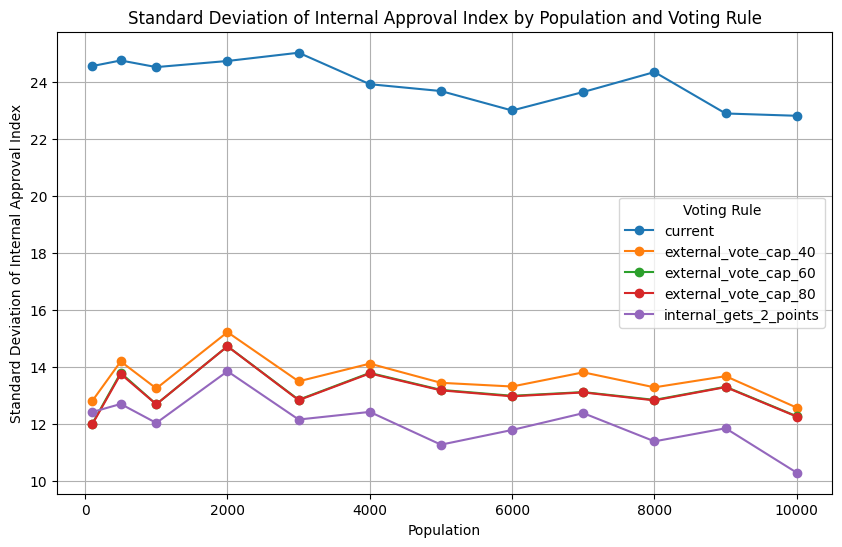 Standard Deviation of Internal Approval Index by Population and Voting Rule
Standard Deviation of Internal Approval Index
24
22
20
18
16
14
12
10
Voting Rule
current
external_vote_cap_40
external_vote_cap_60
external_vote_cap_80
internal_gets_2_points
0
2000
4000
6000
8000
10000
Population